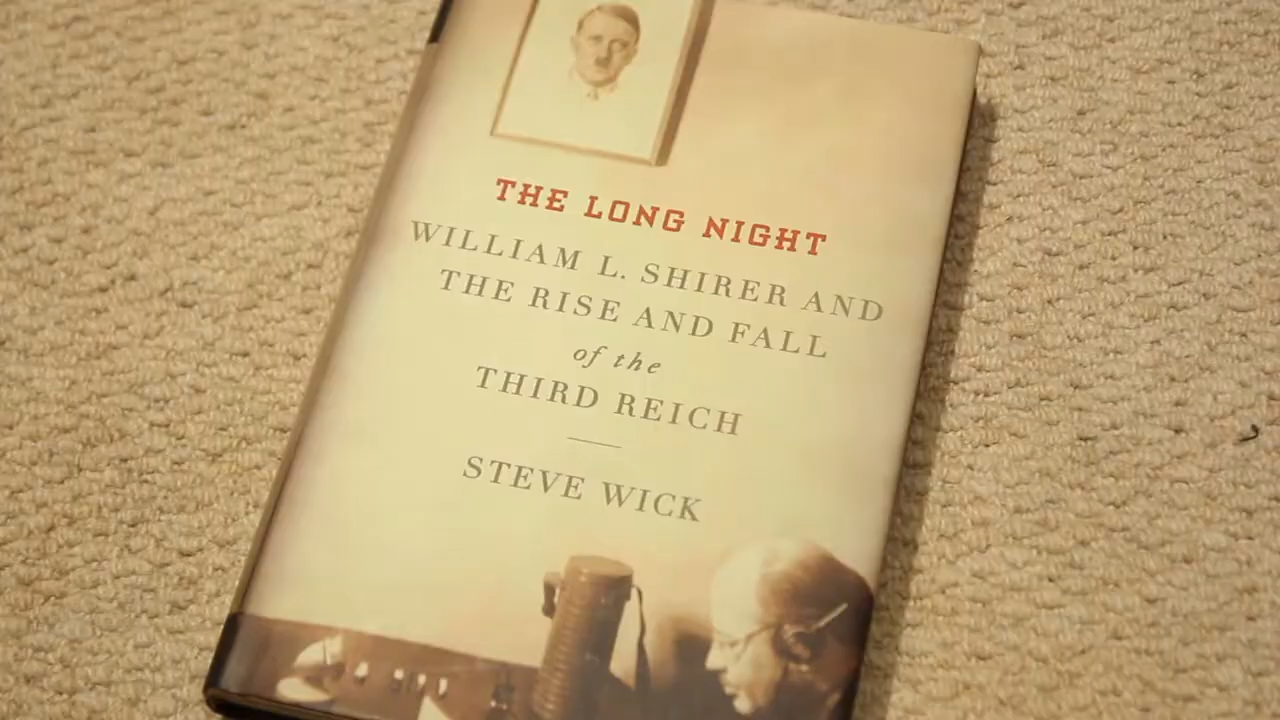 THE LONG NIGHT
WILLIAM L. SHIRER AND
THE RISE AND FALL
of the
THIRD REICH
STEVE WICK